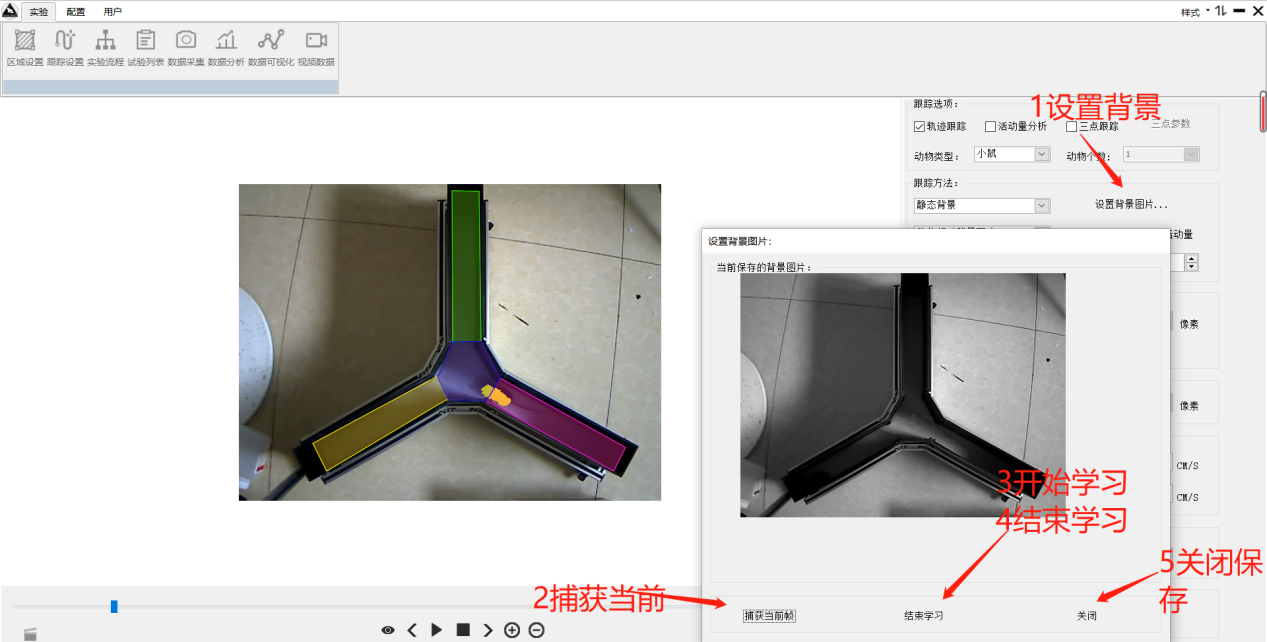 实验 配置 用户 样式
区域设置 跟踪设置 实验流程 试验列表 数据采集 数据分析 数据可视化 视频数据
跟踪选项：
1设置背景
轨迹跟踪 活动量分析 三点跟踪 三点参数
动物类型： 小鼠 动物个数： 1
跟踪方法：
静态背景 设置背景图片...
设置背景图片：
活动量
当前保存的背景图片：
像素
像素
CM/S
3开始学习
CM/S
4结束学习
5关闭保
存
2捕获当前
捕获当前帧 结束学习 关闭